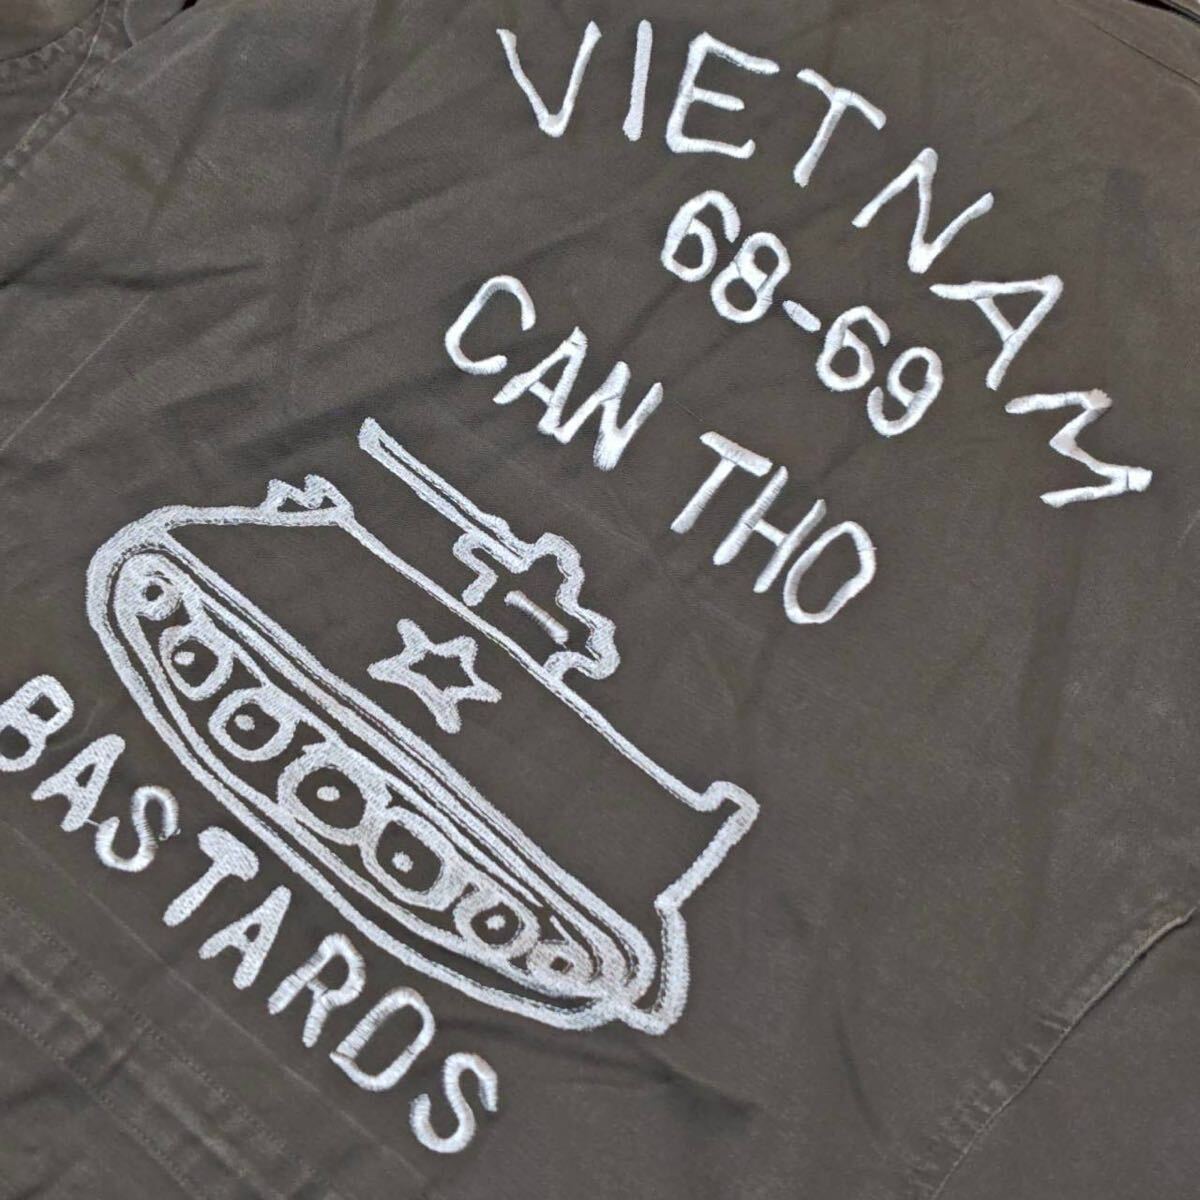 VIETNAM
68-69
CAN THO
BASTARDS